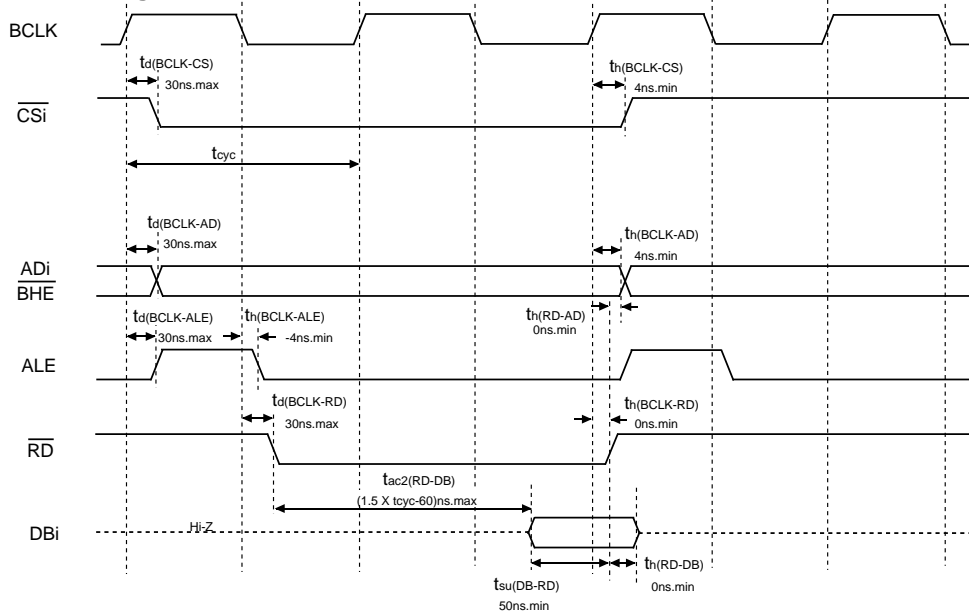 BCLK
td(BCLK-CS)
30ns.max
th(BCLK-CS)
4ns.min
CSi
tcyc
td(BCLK-AD)
30ns.max
th(BCLK-AD)
4ns.min
ADi
BHE
td(BCLK-ALE)
30ns.max
th(BCLK-ALE)
-4ns.min
th(RD-AD)
0ns.min
ALE
td(BCLK-RD)
30ns.max
th(BCLK-RD)
0ns.min
RD
tac2(RD-DB)
(1.5 X tcyc-60)ns.max
Hi-Z
DBi
tsu(DB-RD)
50ns.min
th(RD-DB)
0ns.min